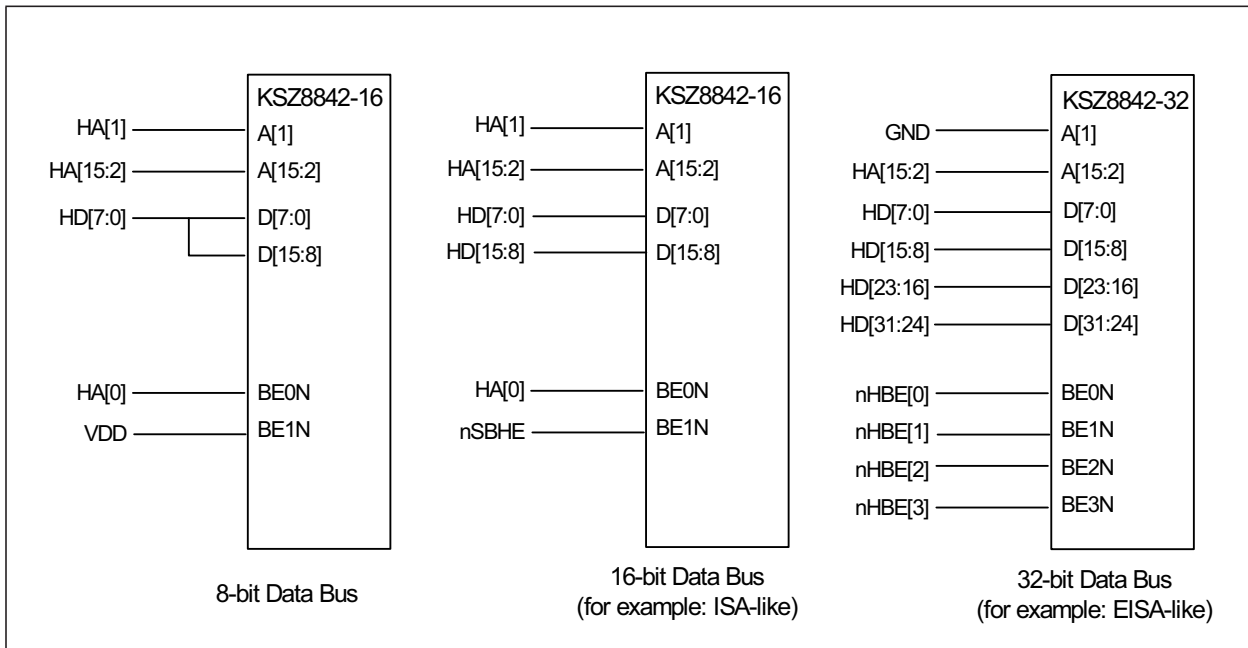 KSZ8842-16
HA[1]
A[1]
HA[15:2]
A[15:2]
HD[7:0]
D[7:0]
D[15:8]
HA[0]
BE0N
VDD
BE1N
8-bit Data Bus
KSZ8842-16
HA[1]
A[1]
HA[15:2]
A[15:2]
HD[7:0]
D[7:0]
HD[15:8]
D[15:8]
HA[0]
BE0N
nSBHE
BE1N
16-bit Data Bus
(for example: ISA-like)
KSZ8842-32
GND
A[1]
HA[15:2]
A[15:2]
HD[7:0]
D[7:0]
HD[15:8]
D[15:8]
HD[23:16]
D[23:16]
HD[31:24]
D[31:24]
nHBE[0]
BE0N
nHBE[1]
BE1N
nHBE[2]
BE2N
nHBE[3]
BE3N
32-bit Data Bus
(for example: EISA-like)